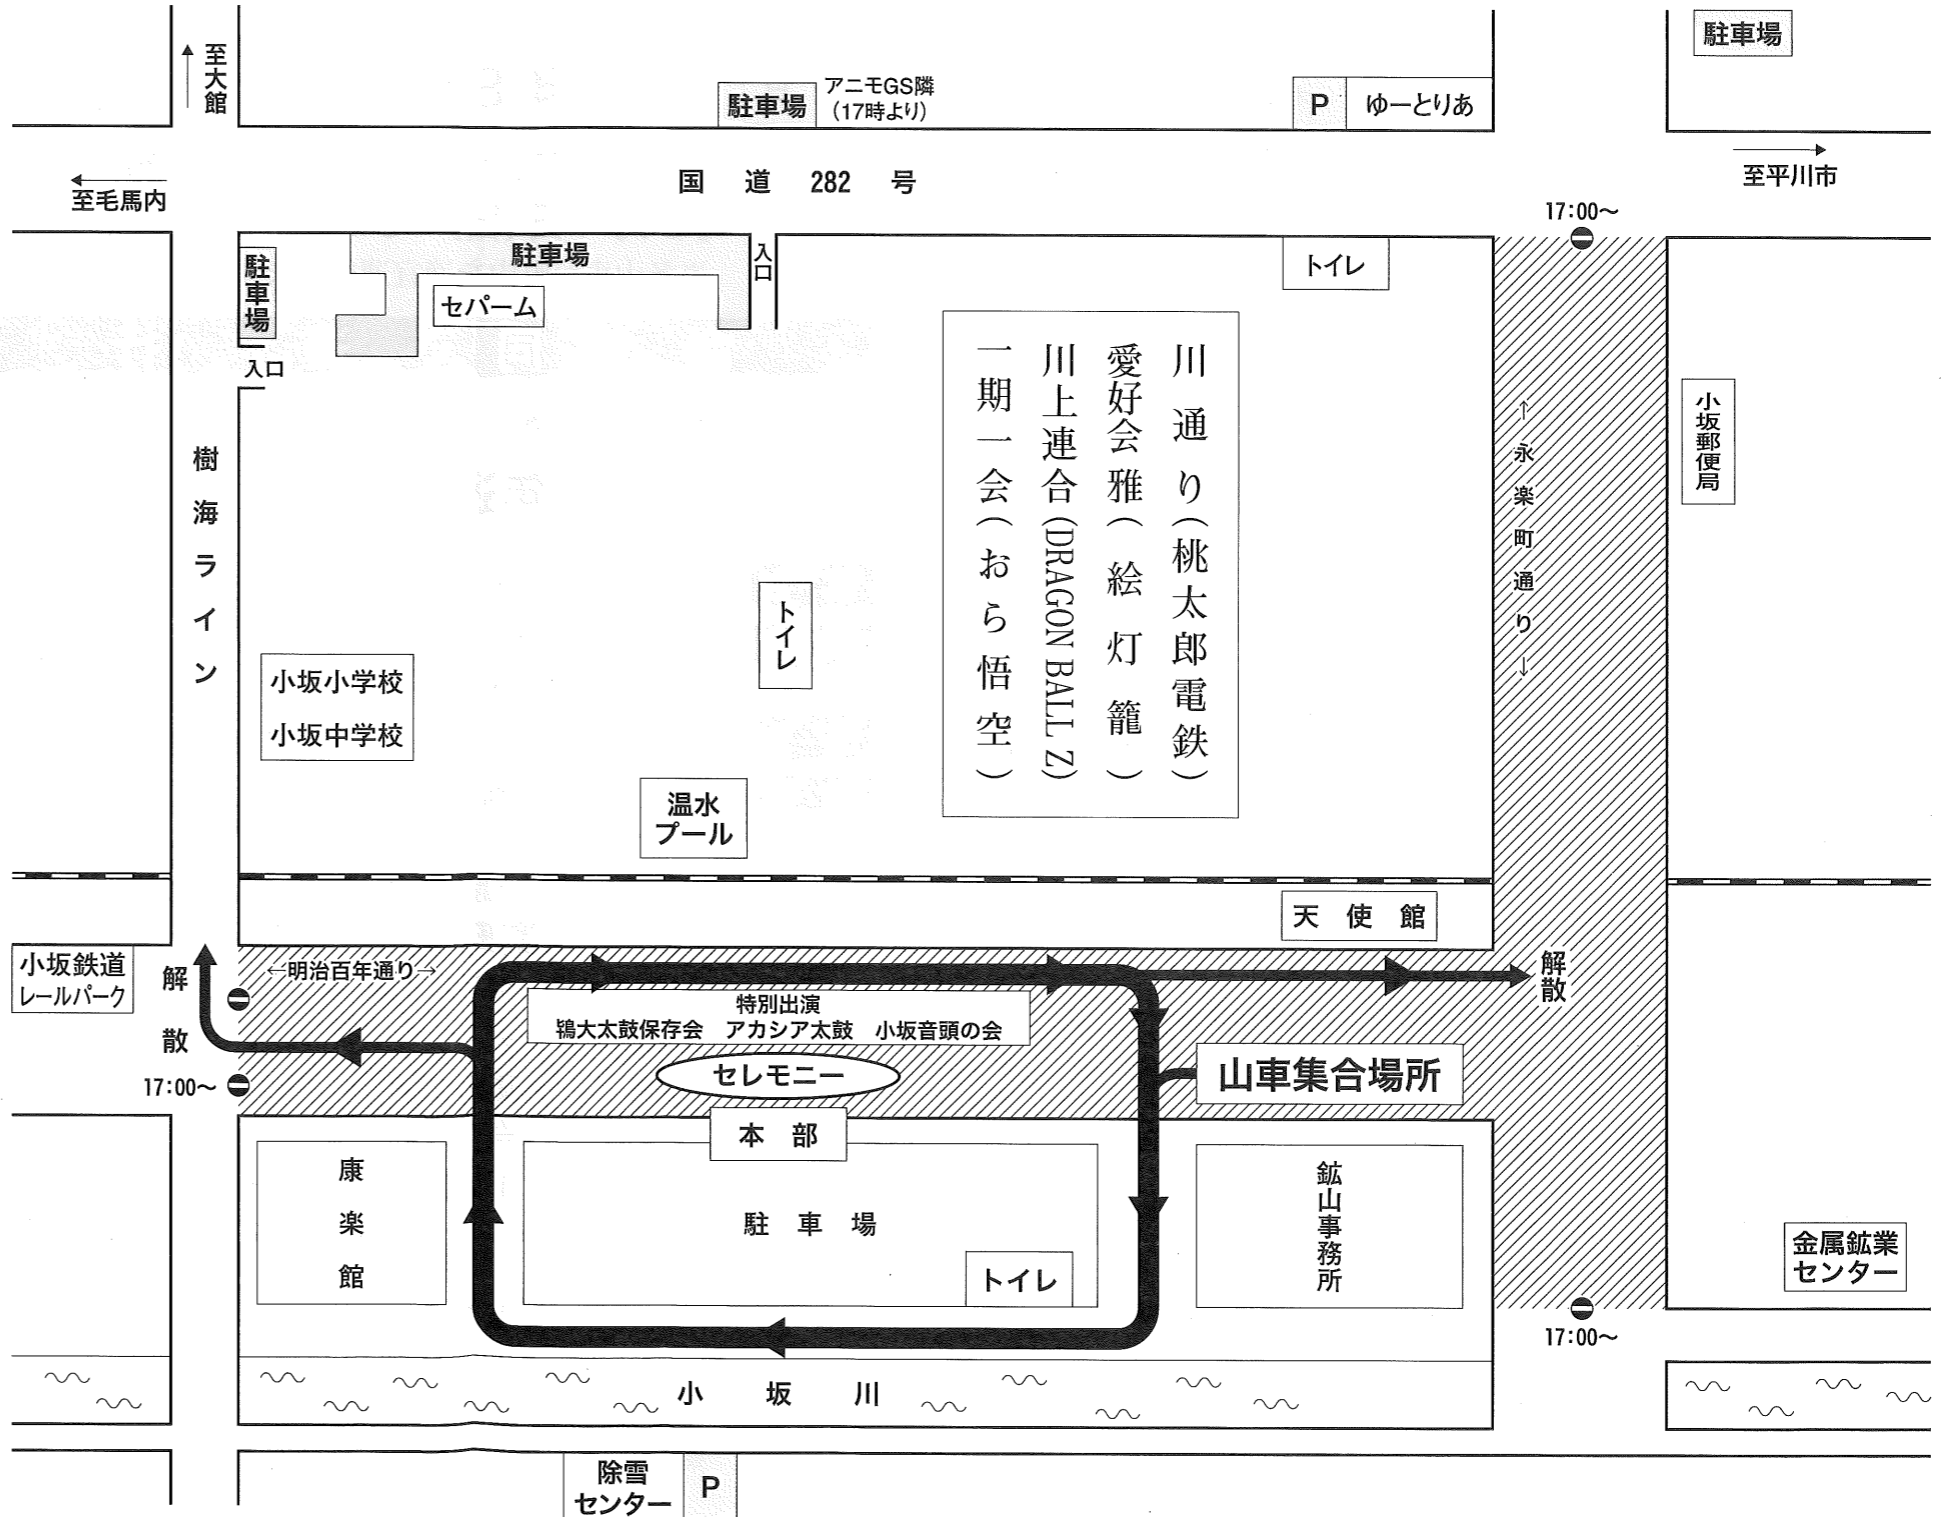 至大館
駐車場
アニモGS隣
(17時より)
P
ゆーとりあ
駐車場
至毛馬内
国道282号
至平川市
17:00～
駐車場
駐車場
入口
セパーム
トイレ
入口
川通り(桃太郎電鉄)
愛好会雅(絵灯籠)
川上連合(DRAGON BALL Z)
一期一会(おら悟空)
←永楽町通り→
小坂郵便局
樹海ライン
トイレ
小坂小学校
小坂中学校
温水
プール
天使館
小坂鉄道
レールパーク
解散
←明治百年通り→
解散
特別出演
鴇大太鼓保存会 アカシア太鼓 小坂音頭の会
セレモニー
山車集合場所
17:00～
本部
康楽館
駐車場
トイレ
鉱山事務所
金属鉱業
センター
17:00～
小坂川
除雪
センター
P